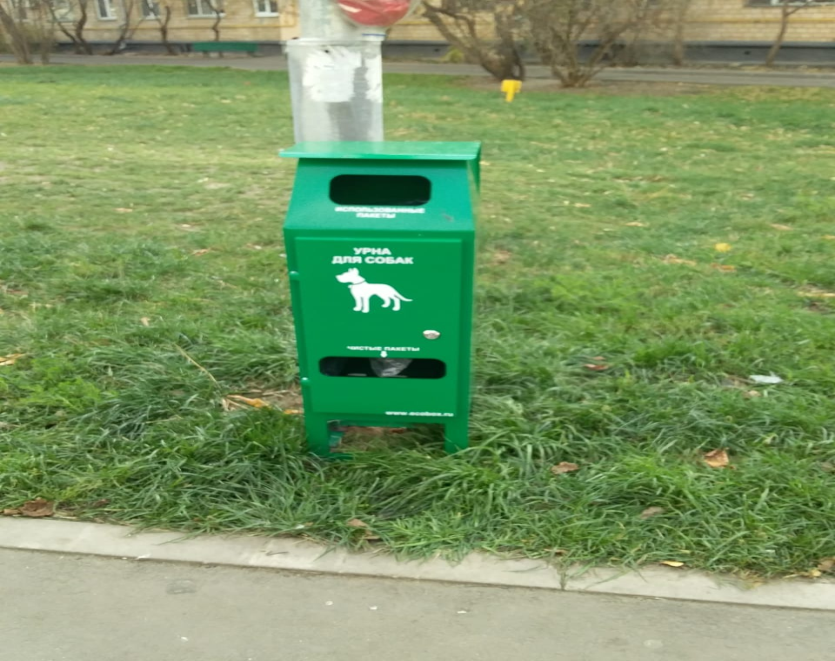 ИСПОЛЬЗОВАННЫЕ
ПАКЕТЫ
УРНА
ДЛЯ СОБАК
ЧИСТЫЕ ПАКЕТЫ
www.ecobox.ru